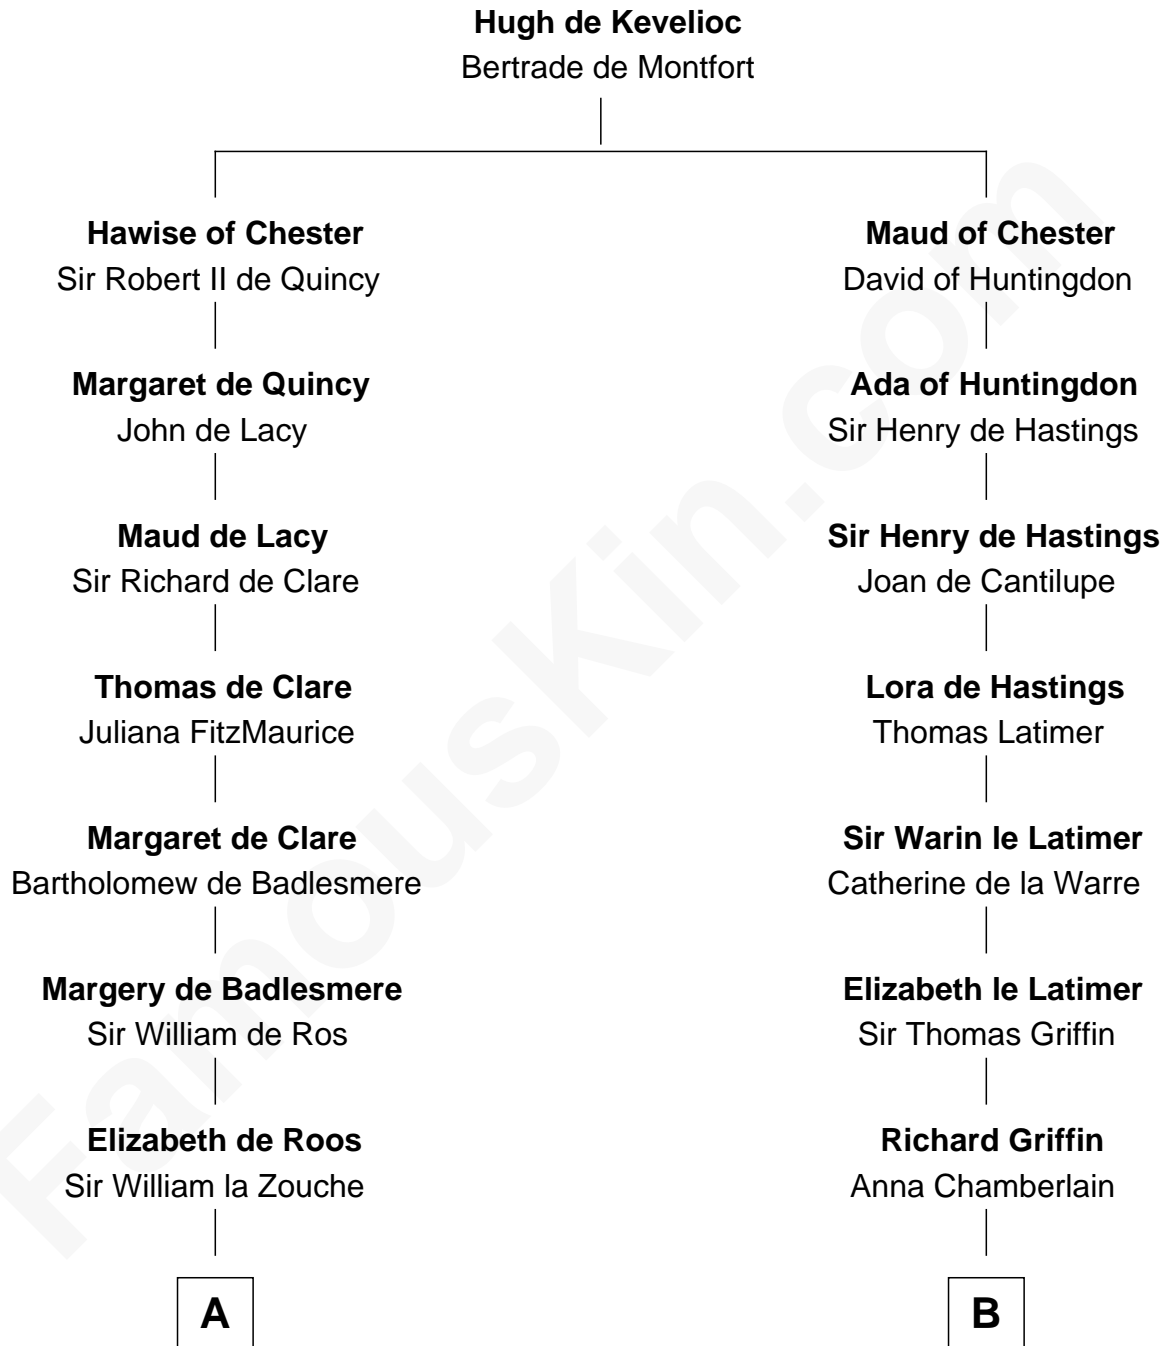 Hugh de Kevelioc
Bertrade de Montfort
Hawise of Chester
Sir Robert II de Quincy
Maud of Chester
David of Huntingdon
Margaret de Quincy
John de Lacy
Ada of Huntingdon
Sir Henry de Hastings
Maud de Lacy
Sir Richard de Clare
Sir Henry de Hastings
Joan de Cantilupe
Thomas de Clare
Juliana FitzMaurice
Lora de Hastings
Thomas Latimer
Margaret de Clare
Bartholomew de Badlesmere
Sir Warin le Latimer
Catherine de la Warre
Margery de Badlesmere
Sir William de Ros
Elizabeth le Latimer
Sir Thomas Griffin
Elizabeth de Roos
Sir William la Zouche
Richard Griffin
Anna Chamberlain
A
B
FamousKin.com